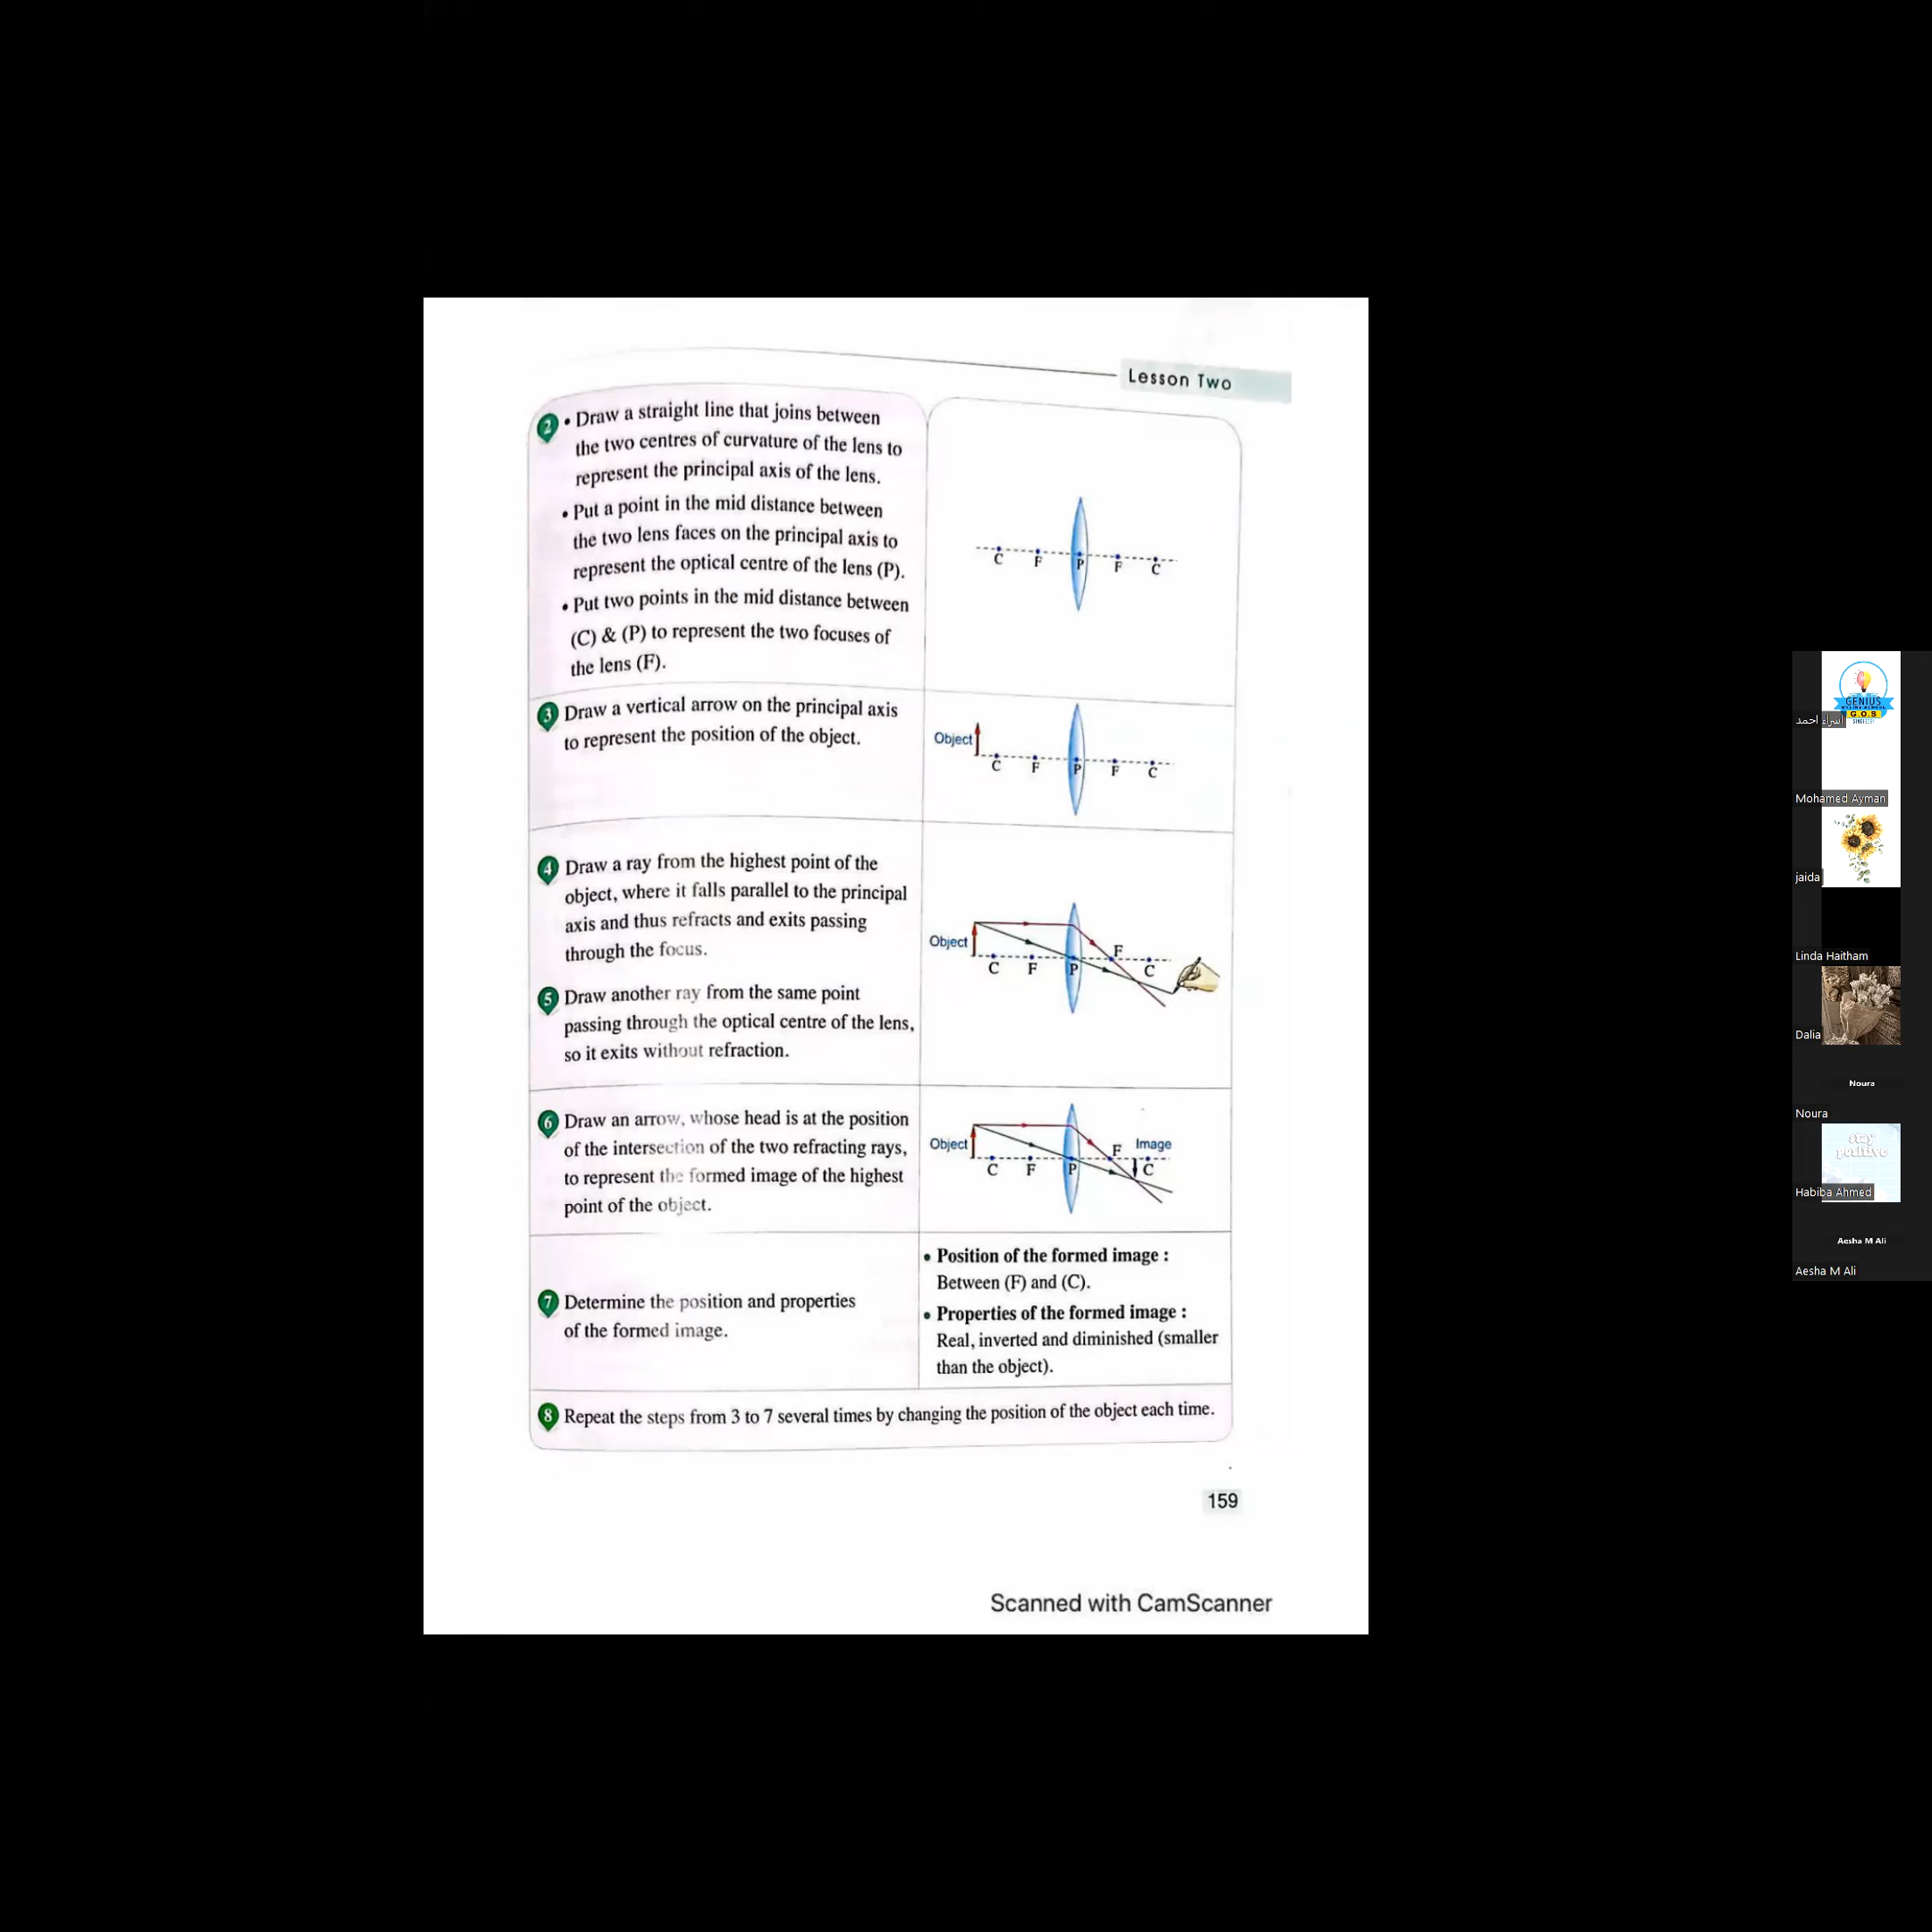 Lesson Two
2 • Draw a straight line that joins between
the two centres of curvature of the lens to
represent the principal axis of the lens.
• Put a point in the mid distance between
the two lens faces on the principal axis to
represent the optical centre of the lens (P).
• Put two points in the mid distance between
(C) & (P) to represent the two focuses of
the lens (F).
C F P F C
3 Draw a vertical arrow on the principal axis
to represent the position of the object.
Object
C F P F C
4 Draw a ray from the highest point of the
object, where it falls parallel to the principal
axis and thus refracts and exits passing
through the focus.
5 Draw another ray from the same point
passing through the optical centre of the lens,
so it exits without refraction.
Object
C F P F C
6 Draw an arrow, whose head is at the position
of the intersection of the two refracting rays,
to represent the formed image of the highest
point of the object.
Object
C F P F C
Image
7 Determine the position and properties
of the formed image.
• Position of the formed image :
Between (F) and (C).
• Properties of the formed image :
Real, inverted and diminished (smaller
than the object).
8 Repeat the steps from 3 to 7 several times by changing the position of the object each time.
159
Scanned with CamScanner
GENIUS
G.O.S
اسراء احمد
Mohamed Ayman
jaida
Linda Haitham
Dalia
Noura
Noura
stay
positive
Habiba Ahmed
Aesha M Ali
Aesha M Ali